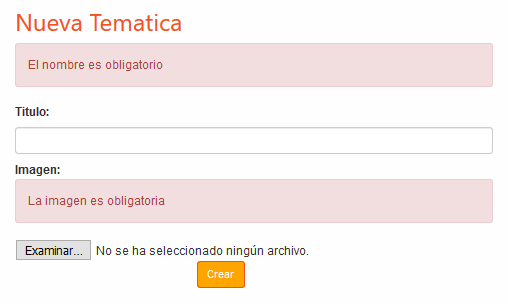 Nueva Tematica
El nombre es obligatorio
Titulo:
Imagen:
La imagen es obligatoria
Examinar... No se ha seleccionado ningún archivo.
Crear